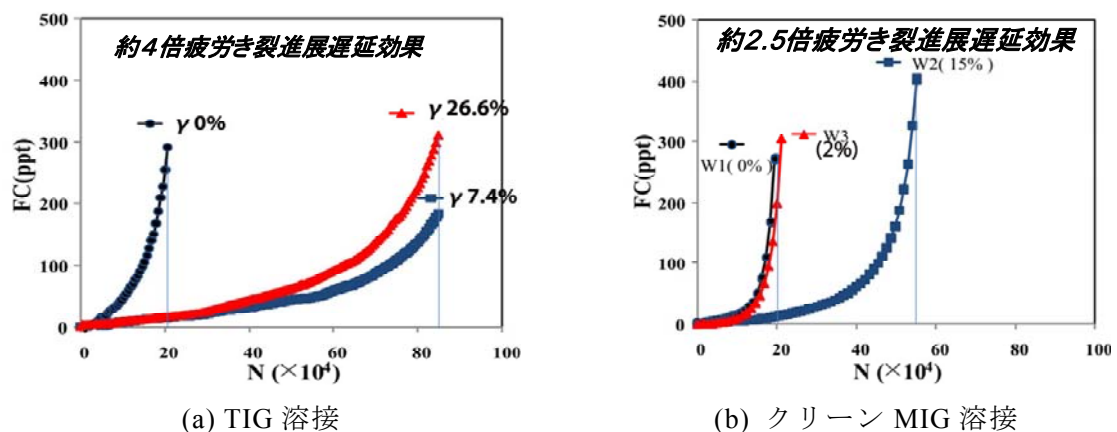 約４倍疲労き裂進展遅延効果
500
400
300
200
100
0
FC(ppt)
γ 0%
γ 26.6%
γ 7.4%
0 20 40 60 80 100
N (×10⁴)
(a) TIG 溶接
約2.5倍疲労き裂進展遅延効果
500
400
300
200
100
0
FC(ppt)
W2( 15% )
W1( 0% )
W3
(2%)
0 20 40 60 80 100
N (×10⁴)
(b) クリーン MIG 溶接